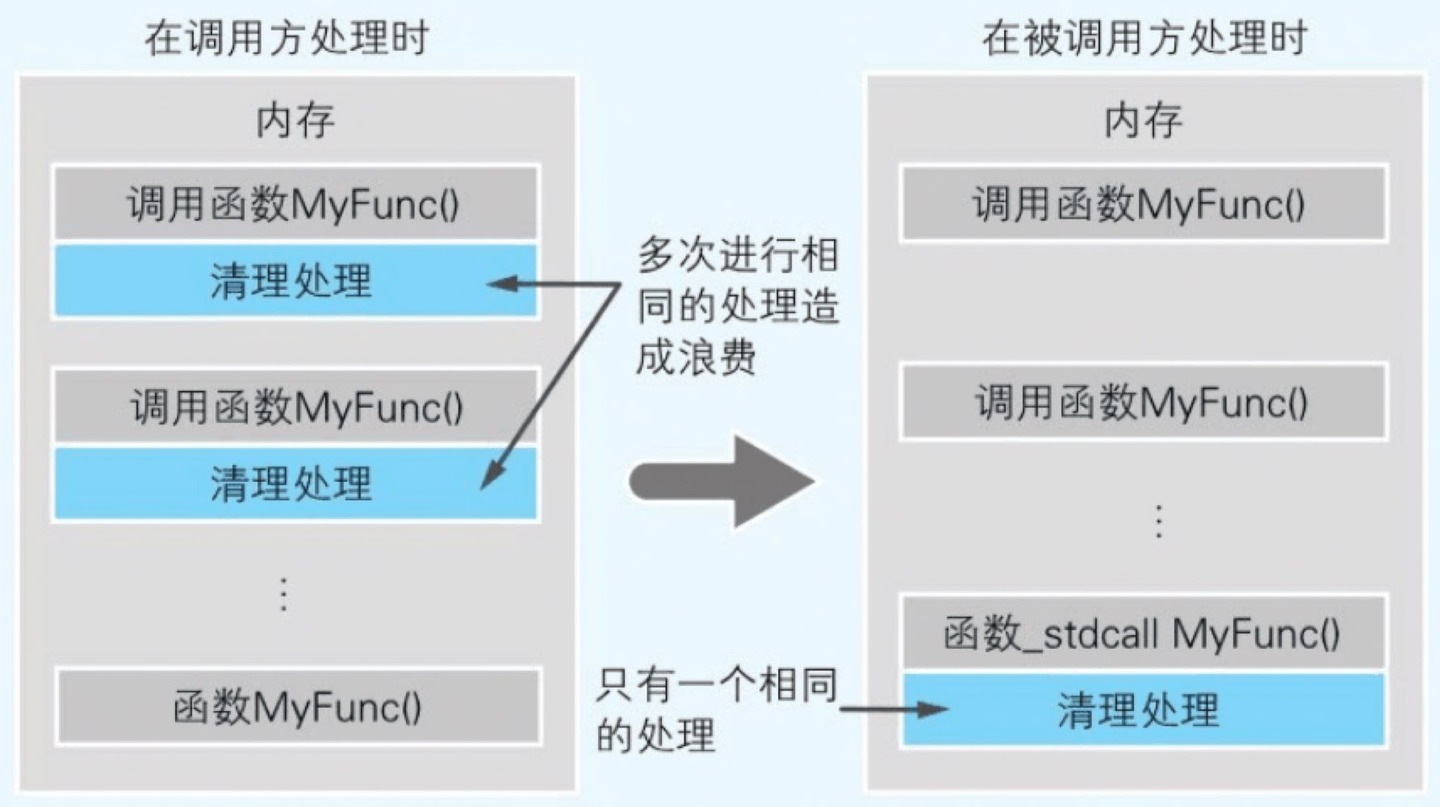 在调用方处理时
内存
调用函数MyFunc()
清理处理
调用函数MyFunc()
清理处理
⋮
函数MyFunc()
多次进行相
同的处理造
成浪费
只有一个相同
的处理
在被调用方处理时
内存
调用函数MyFunc()
调用函数MyFunc()
⋮
函数_stdcall MyFunc()
清理处理